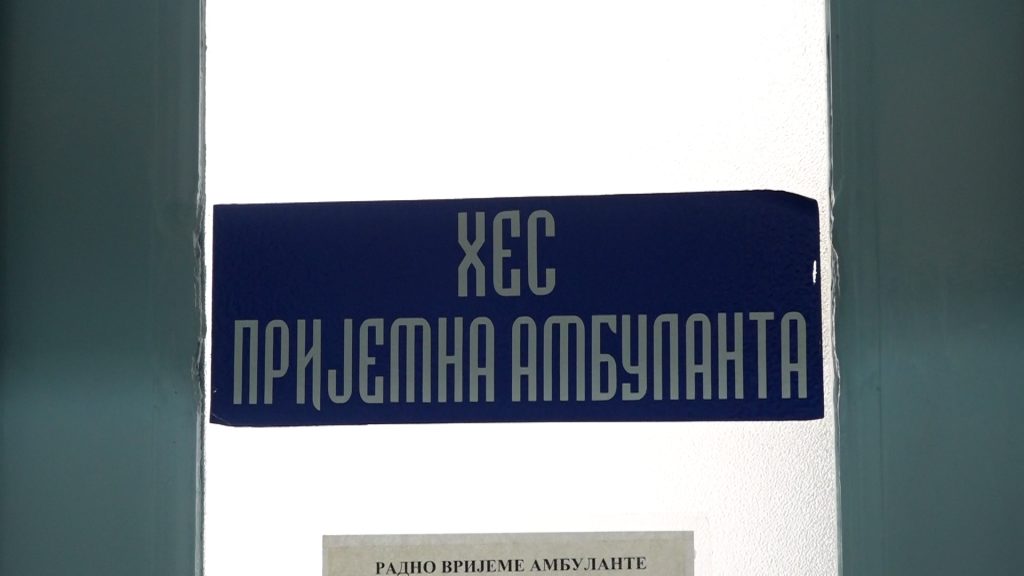 ХЕС
ПРИЈЕМНА АМБУЛАНТА
РАДНО ВРИЈЕМЕ АМБУЛАНТЕ